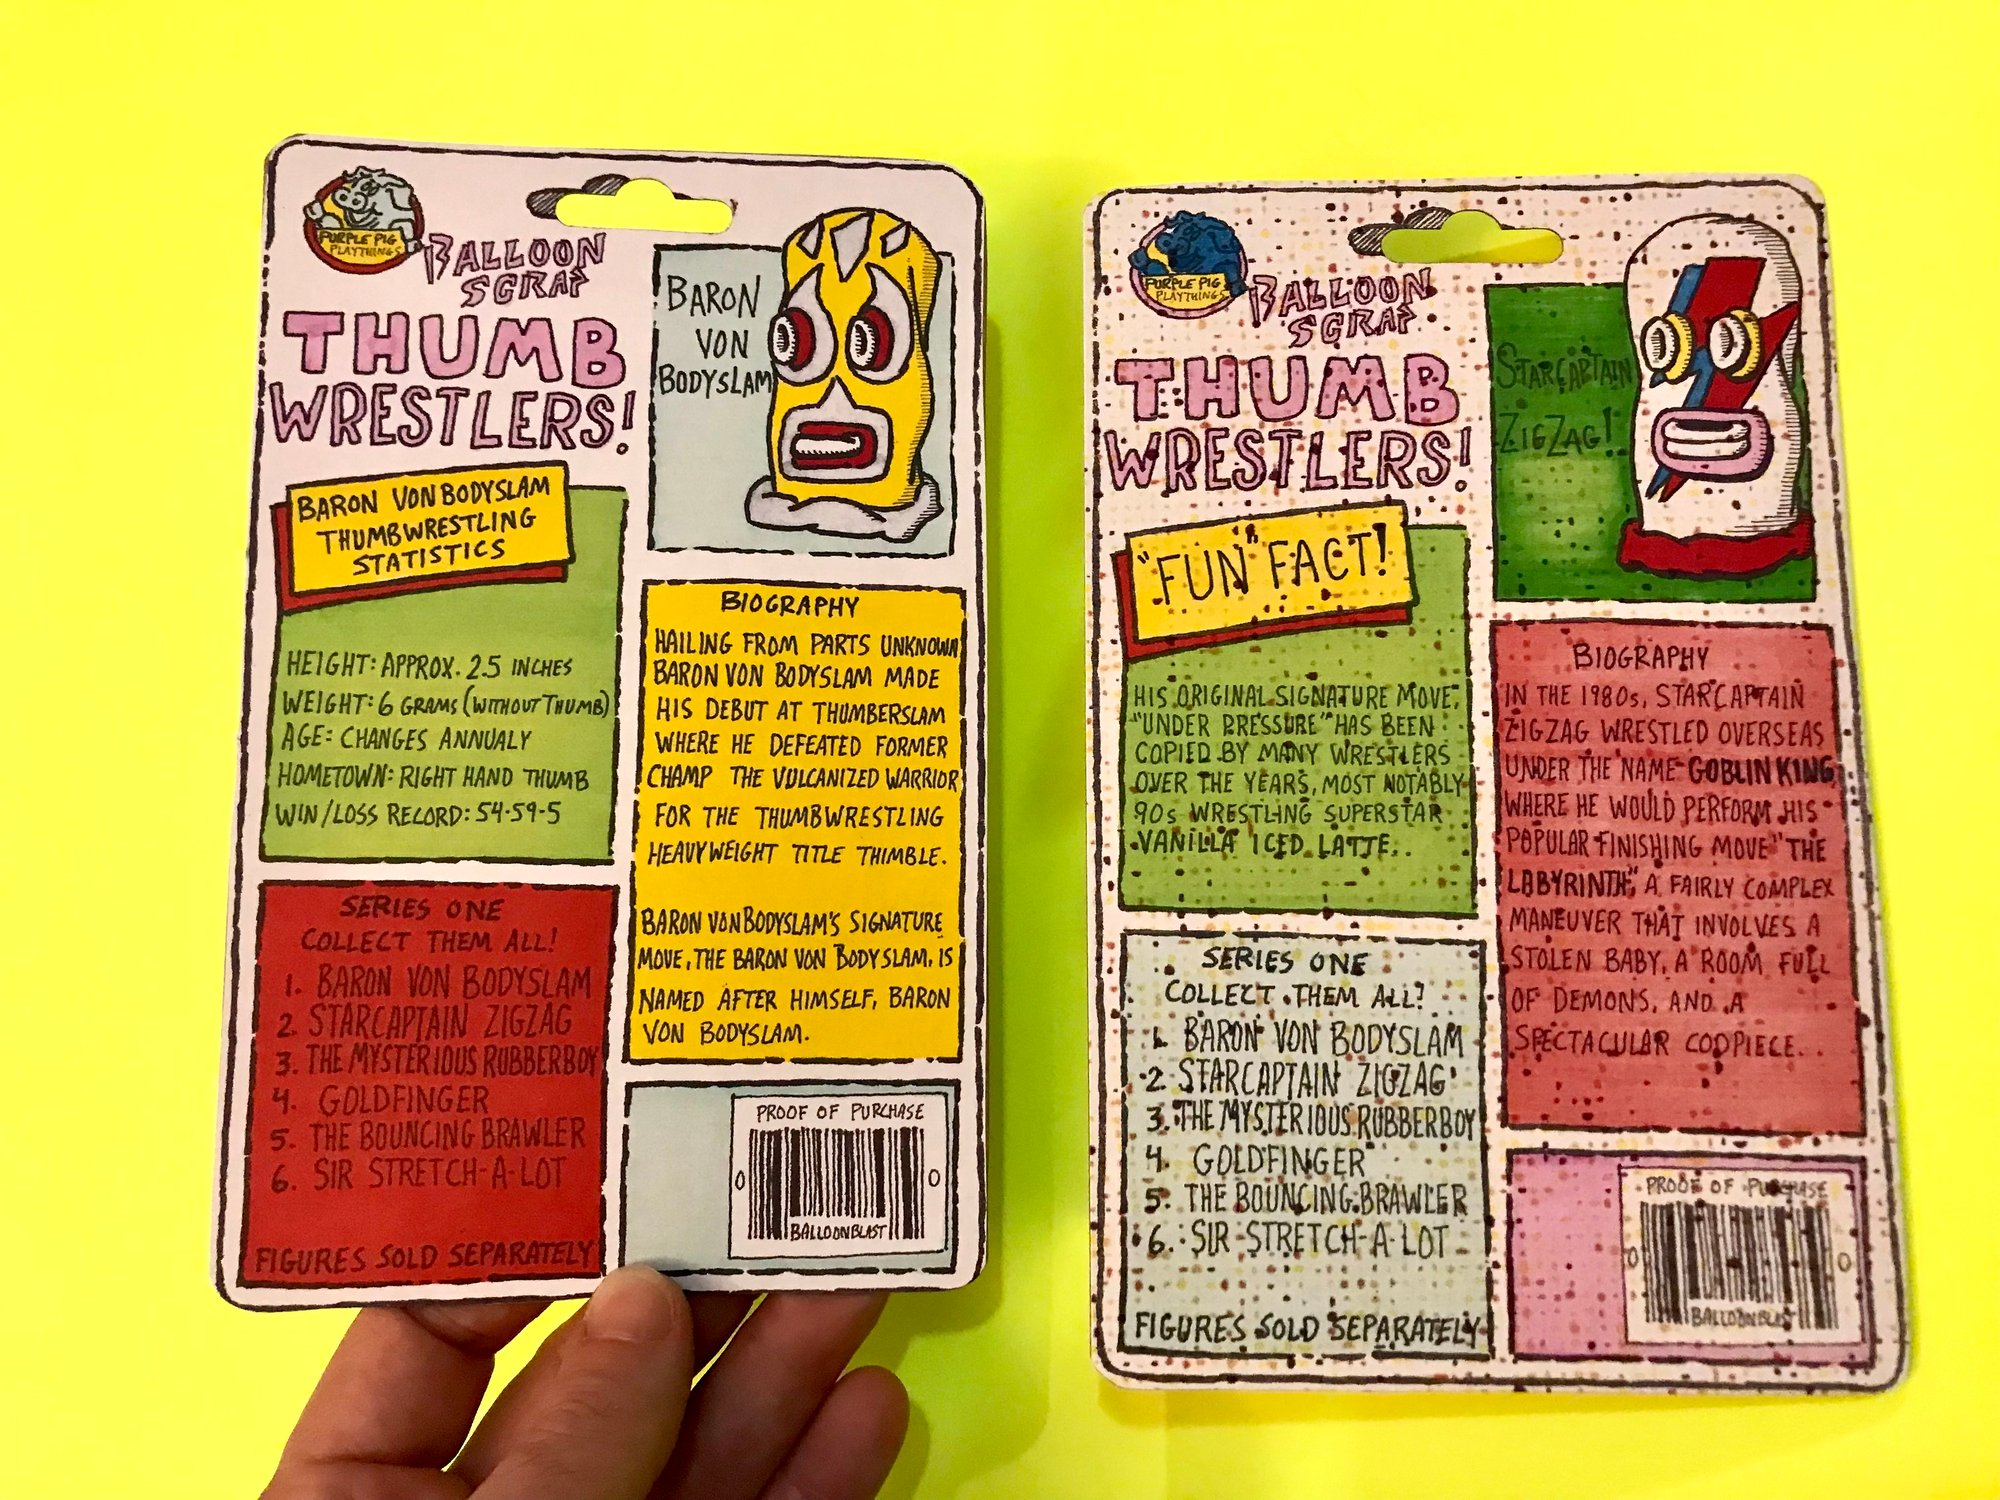 PURPLE PIG
PLAYTHINGS
BALLOON
SCRAP
THUMB
WRESTLERS!
BARON
VON
BODYSLAM
BARON VON BODYSLAM
THUMBWRESTLING
STATISTICS
HEIGHT: APPROX. 2.5 INCHES
WEIGHT: 6 GRAMS (WITHOUT THUMB)
AGE: CHANGES ANNUALY
HOMETOWN: RIGHT HAND THUMB
WIN/LOSS RECORD: 54-59-5
SERIES ONE
COLLECT THEM ALL!
1. BARON VON BODYSLAM
2. STARCAPTAIN ZIGZAG
3. THE MYSTERIOUS RUBBERBOY
4. GOLDFINGER
5. THE BOUNCING BRAWLER
6. SIR STRETCH-A-LOT
FIGURES SOLD SEPARATELY
BIOGRAPHY
HAILING FROM PARTS UNKNOWN
BARON VON BODYSLAM MADE
HIS DEBUT AT THUMBERSLAM
WHERE HE DEFEATED FORMER
CHAMP THE VULCANIZED WARRIOR
FOR THE THUMBWRESTLING
HEAVYWEIGHT TITLE THIMBLE.
BARON VON BODYSLAM'S SIGNATURE
MOVE, THE BARON VON BODYSLAM, IS
NAMED AFTER HIMSELF, BARON
VON BODYSLAM.
PROOF OF PURCHASE
0 0
BALLOONBLAST
PURPLE PIG
PLAYTHINGS
BALLOON
SCRAP
THUMB
WRESTLERS!
STARCAPTAIN
ZIGZAG!
"FUN" FACT!
HIS ORIGINAL SIGNATURE MOVE,
"UNDER PRESSURE" HAS BEEN
COPIED BY MANY WRESTLERS
OVER THE YEARS, MOST NOTABLY
90s WRESTLING SUPERSTAR
VANILLA ICED LATTE.
SERIES ONE
COLLECT THEM ALL!
1. BARON VON BODYSLAM
2. STARCAPTAIN ZIGZAG
3. THE MYSTERIOUS RUBBERBOY
4. GOLDFINGER
5. THE BOUNCING BRAWLER
6. SIR STRETCH-A-LOT
FIGURES SOLD SEPARATELY
BIOGRAPHY
IN THE 1980s, STARCAPTAIN
ZIGZAG WRESTLED OVERSEAS
UNDER THE NAME GOBLIN KING
WHERE HE WOULD PERFORM HIS
POPULAR FINISHING MOVE "THE
LABYRINTH", A FAIRLY COMPLEX
MANEUVER THAT INVOLVES A
STOLEN BABY, A ROOM FULL
OF DEMONS, AND A
SPECTACULAR CODPIECE.
PROOF OF PURCHASE
0 0
BALLOONBLAST